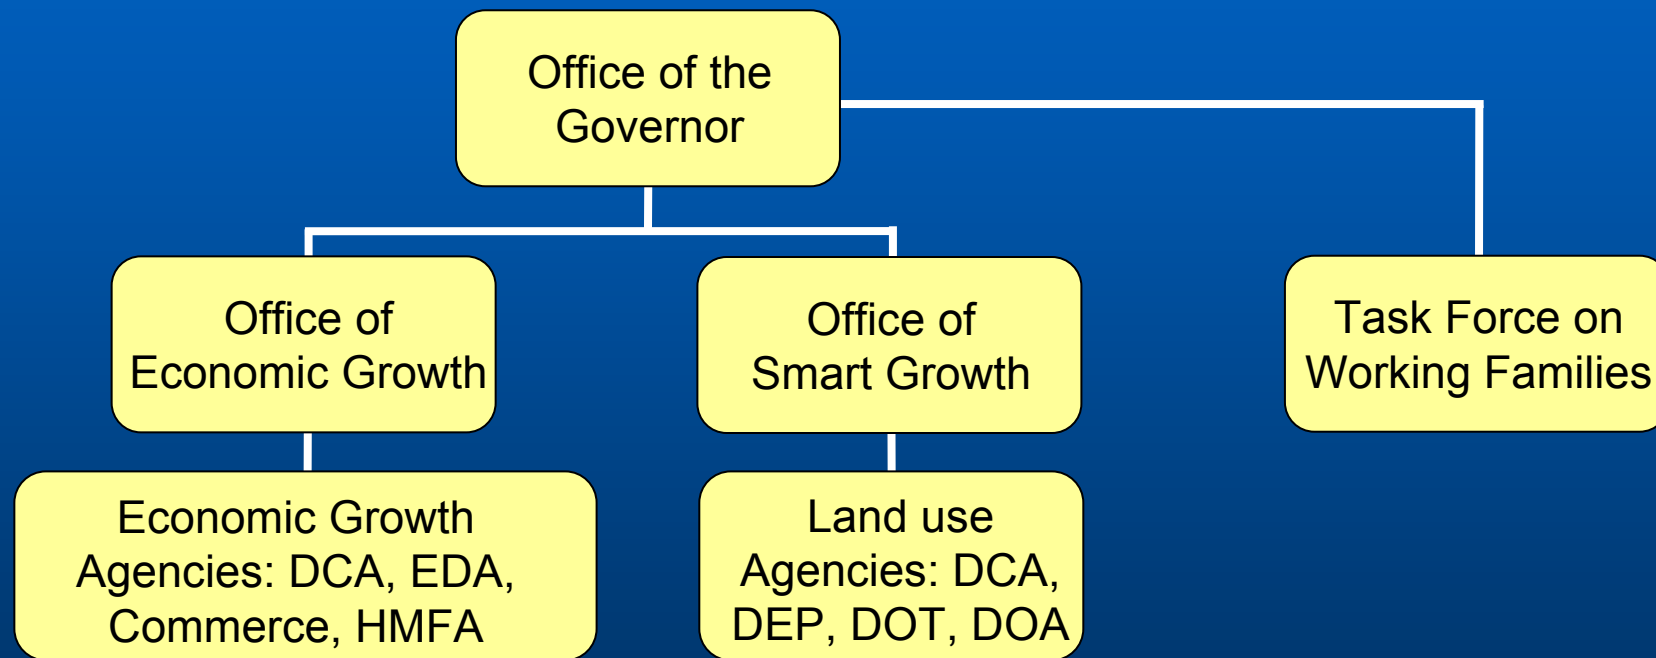 Office of the
Governor
Office of
Economic Growth
Office of
Smart Growth
Task Force on
Working Families
Economic Growth
Agencies: DCA, EDA,
Commerce, HMFA
Land use
Agencies: DCA,
DEP, DOT, DOA